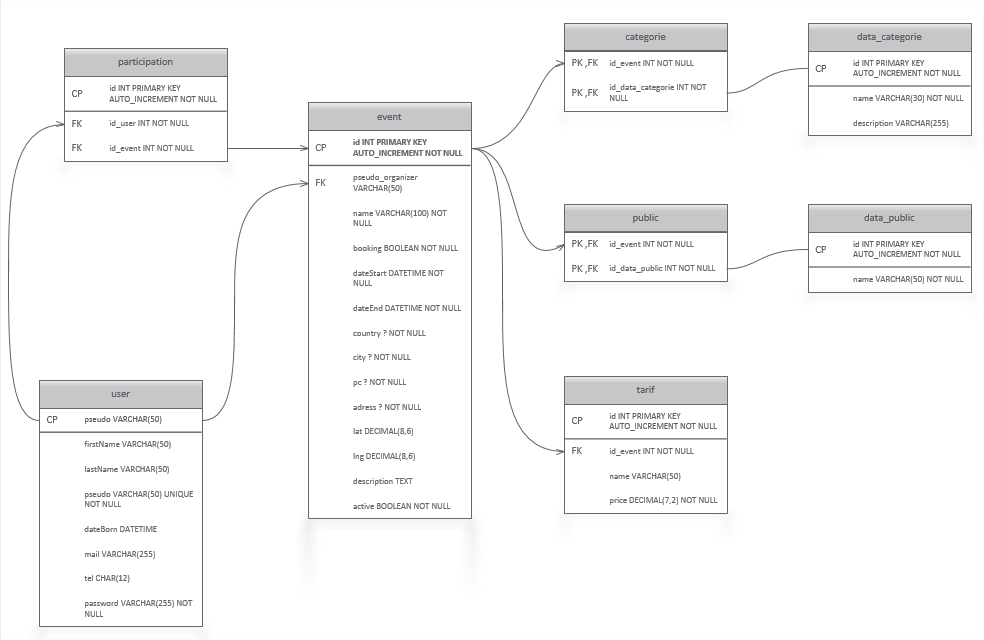 participation
CP
id INT PRIMARY KEY
AUTO_INCREMENT NOT NULL
FK
id_user INT NOT NULL
FK
id_event INT NOT NULL
user
CP
pseudo VARCHAR(50)
firstName VARCHAR(50)
lastName VARCHAR(50)
pseudo VARCHAR(50) UNIQUE
NOT NULL
dateBorn DATETIME
mail VARCHAR(255)
tel CHAR(12)
password VARCHAR(255) NOT
NULL
event
CP
id INT PRIMARY KEY
AUTO_INCREMENT NOT NULL
FK
pseudo_organizer
VARCHAR(50)
name VARCHAR(100) NOT
NULL
booking BOOLEAN NOT NULL
dateStart DATETIME NOT
NULL
dateEnd DATETIME NOT NULL
country ? NOT NULL
city ? NOT NULL
pc ? NOT NULL
adress ? NOT NULL
lat DECIMAL(8,6)
lng DECIMAL(8,6)
description TEXT
active BOOLEAN NOT NULL
categorie
PK ,FK
id_event INT NOT NULL
PK ,FK
id_data_categorie INT NOT
NULL
data_categorie
CP
id INT PRIMARY KEY
AUTO_INCREMENT NOT NULL
name VARCHAR(30) NOT NULL
description VARCHAR(255)
public
PK ,FK
id_event INT NOT NULL
PK ,FK
id_data_public INT NOT NULL
data_public
CP
id INT PRIMARY KEY
AUTO_INCREMENT NOT NULL
name VARCHAR(50) NOT NULL
tarif
CP
id INT PRIMARY KEY
AUTO_INCREMENT NOT NULL
FK
id_event INT NOT NULL
name VARCHAR(50)
price DECIMAL(7,2) NOT NULL